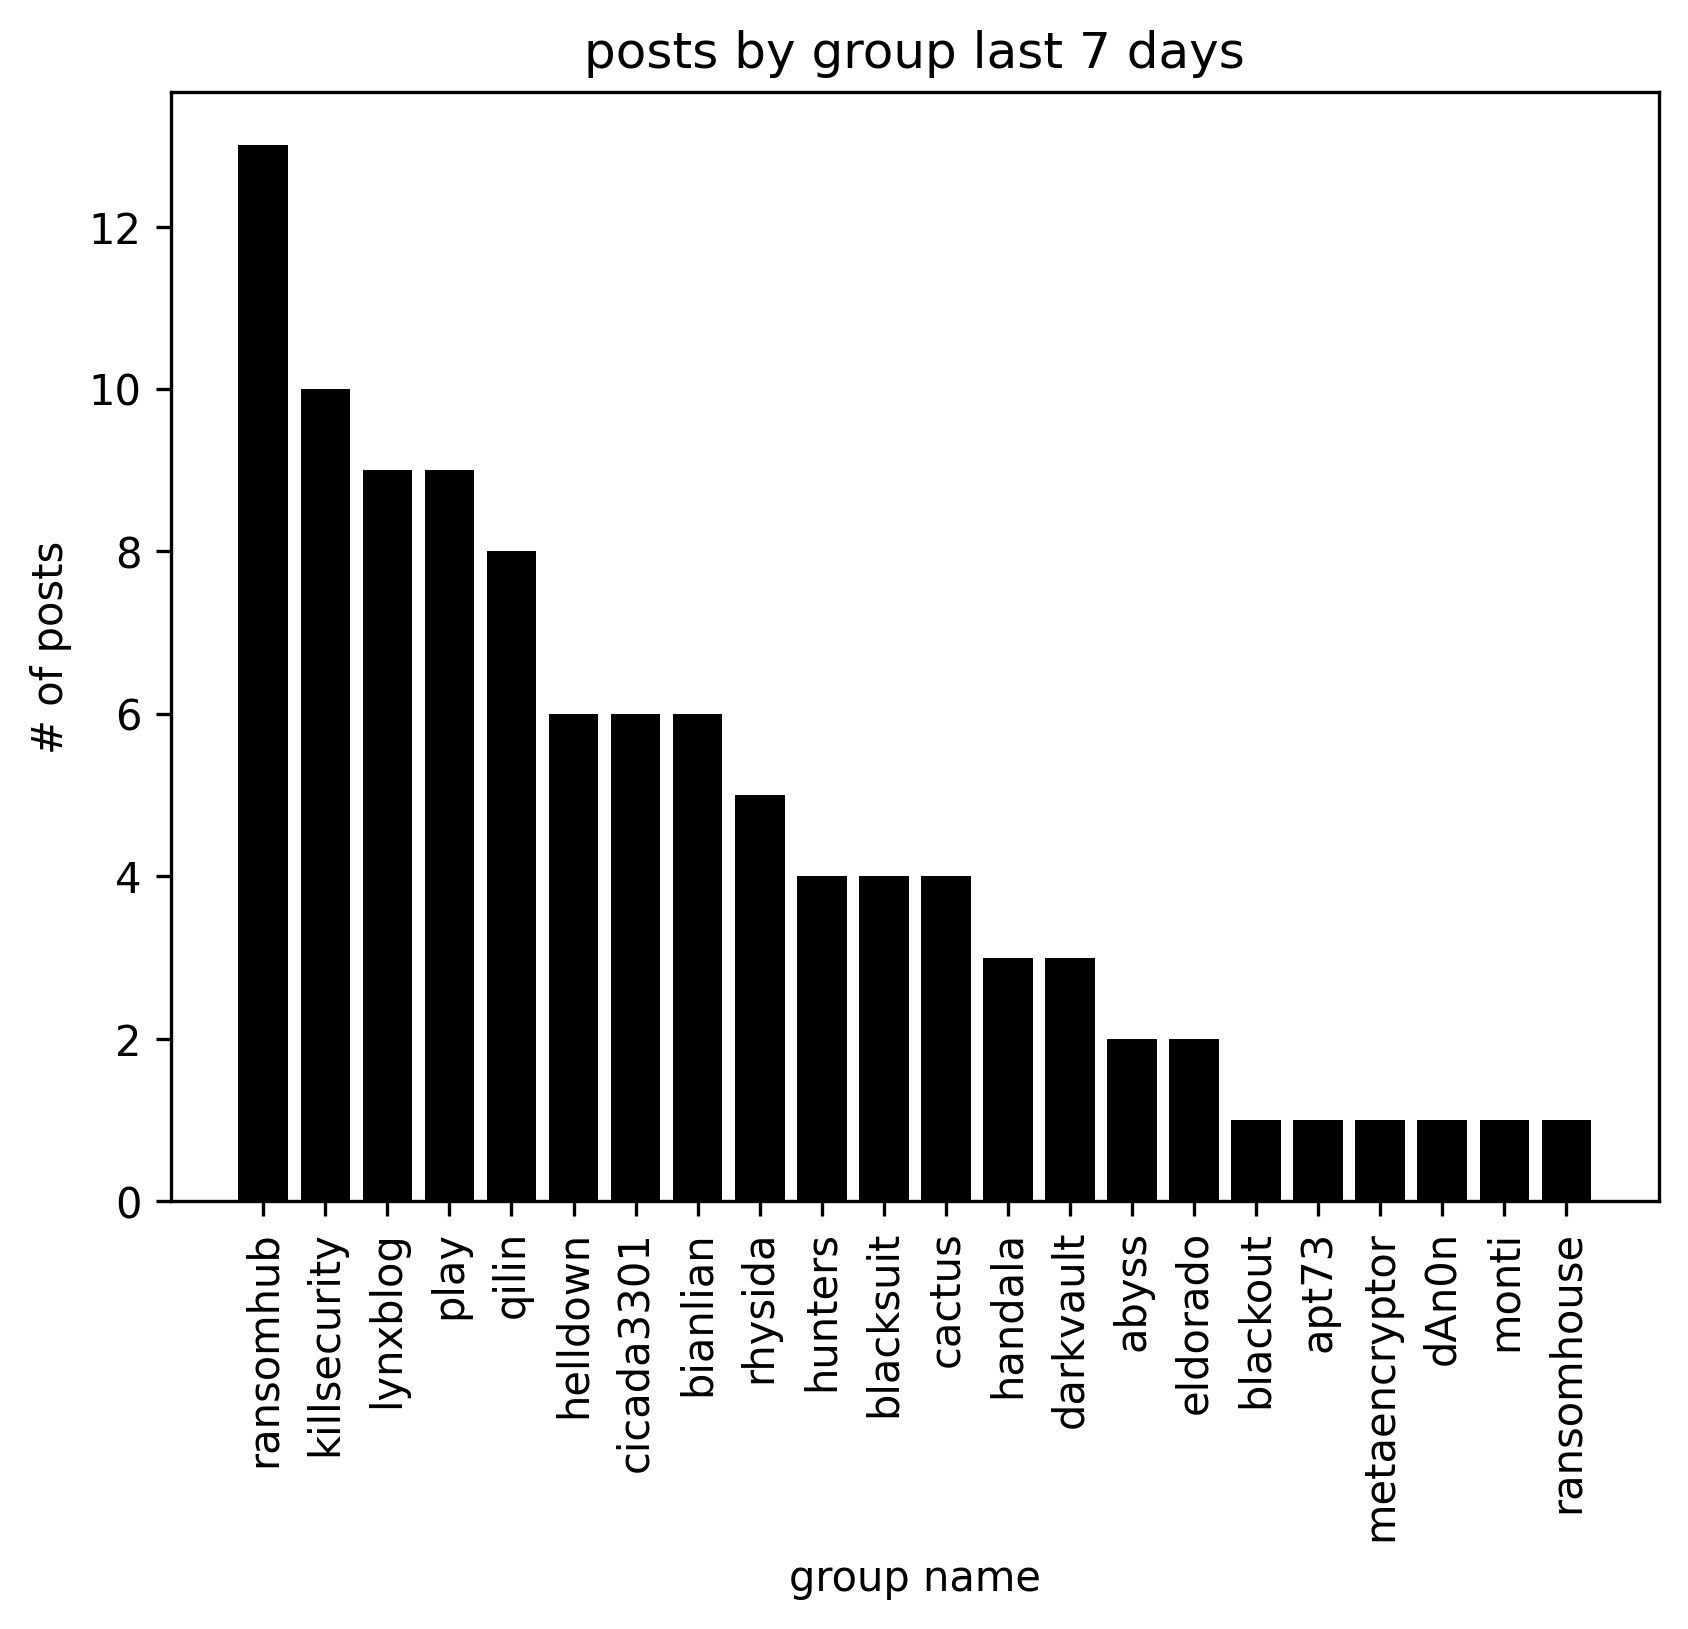 posts by group last 7 days
# of posts
12
10
8
6
4
2
0
ransomhub
killsecurity
lynxblog
play
qilin
helldown
cicada3301
bianlian
rhysida
hunters
blacksuit
cactus
handala
darkvault
abyss
eldorado
blackout
apt73
metaencryptor
dAn0n
monti
ransomhouse
group name